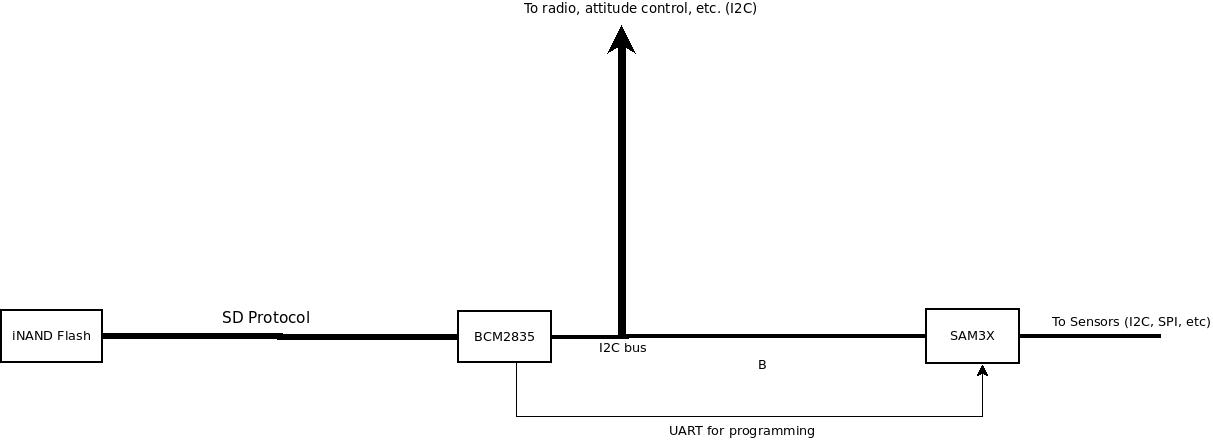 To radio, attitude control, etc. (I2C)
SD Protocol
iNAND Flash
BCM2835
I2C bus
B
SAM3X
To Sensors (I2C, SPI, etc)
UART for programming